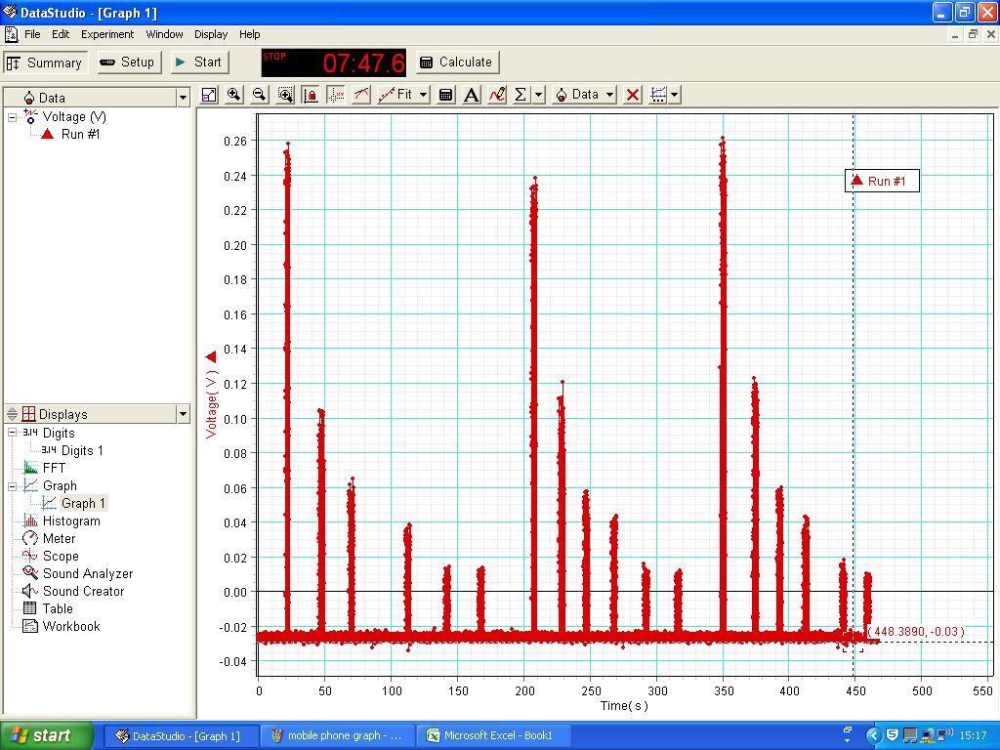 DataStudio - [Graph 1]
File Edit Experiment Window Display Help
Summary Setup Start STOP 07:47.6 Calculate
Data
Fit A Σ Data
Voltage (V)
Run #1
Displays
3.14 Digits
3.14 Digits 1
FFT
Graph
Graph 1
Histogram
Meter
Scope
Sound Analyzer
Sound Creator
Table
Workbook
Voltage( V )
0.26
0.24
0.22
0.20
0.18
0.16
0.14
0.12
0.10
0.08
0.06
0.04
0.02
0.00
-0.02
-0.04
Run #1
( 448.3890, -0.03 )
0 50 100 150 200 250 300 350 400 450 500 550
Time( s )
start DataStudio - [Graph 1] mobile phone graph - ... Microsoft Excel - Book1 15:17